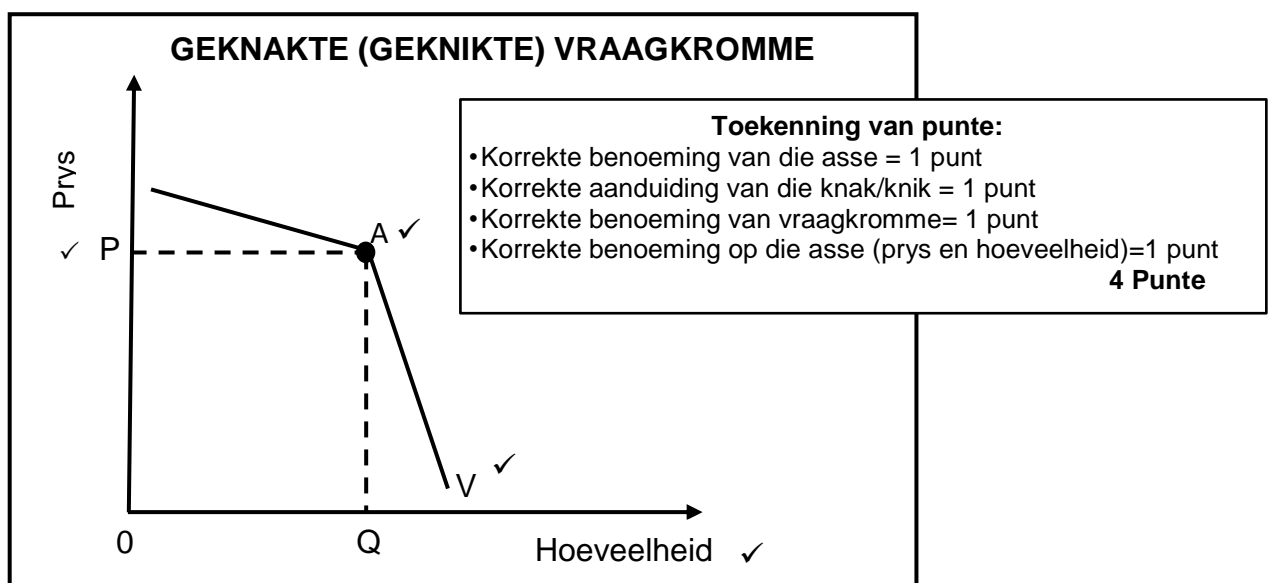 GEKNAKTE (GEKNIKTE) VRAAGKROMME
Toekenning van punte:
•Korrekte benoeming van die asse = 1 punt
•Korrekte aanduiding van die knak/knik = 1 punt
•Korrekte benoeming van vraagkromme= 1 punt
•Korrekte benoeming op die asse (prys en hoeveelheid)=1 punt
4 Punte
Prys
A ✓
✓ P
V ✓
0
Q
Hoeveelheid ✓